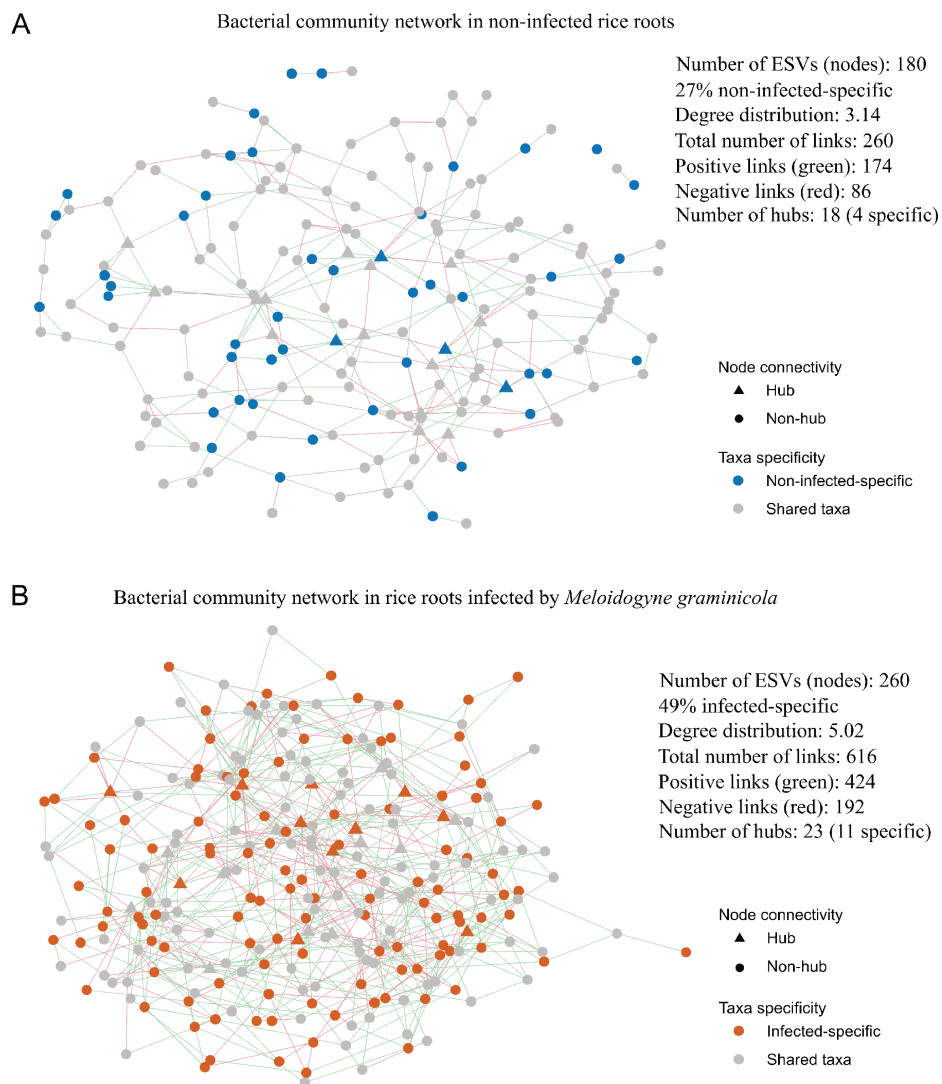 A
Bacterial community network in non-infected rice roots
Number of ESVs (nodes): 180
27% non-infected-specific
Degree distribution: 3.14
Total number of links: 260
Positive links (green): 174
Negative links (red): 86
Number of hubs: 18 (4 specific)
Node connectivity
Hub
Non-hub
Taxa specificity
Non-infected-specific
Shared taxa
B
Bacterial community network in rice roots infected by Meloidogyne graminicola
Number of ESVs (nodes): 260
49% infected-specific
Degree distribution: 5.02
Total number of links: 616
Positive links (green): 424
Negative links (red): 192
Number of hubs: 23 (11 specific)
Node connectivity
Hub
Non-hub
Taxa specificity
Infected-specific
Shared taxa